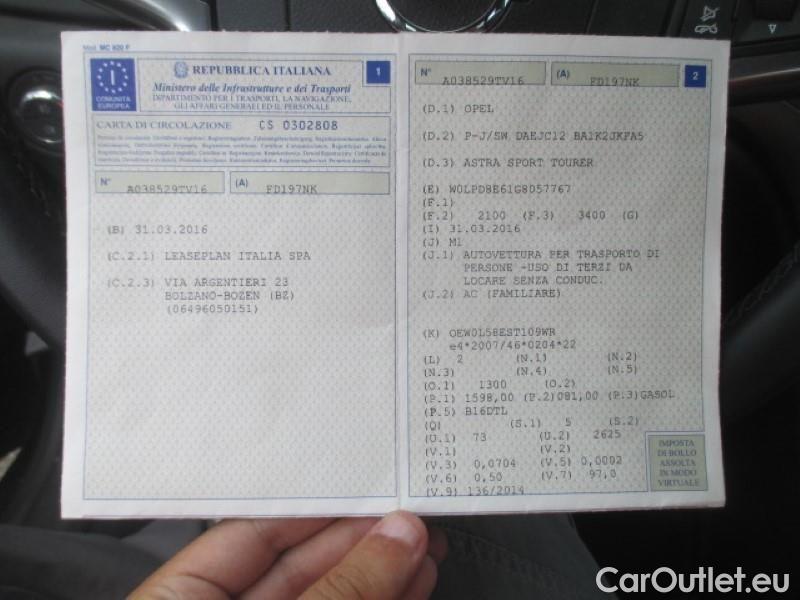 Mod. MC 820 F
I
COMUNITÀ
EUROPEA
REPUBBLICA ITALIANA
Ministero delle Infrastrutture e dei Trasporti
DIPARTIMENTO PER I TRASPORTI, LA NAVIGAZIONE,
GLI AFFARI GENERALI ED IL PERSONALE
1
CARTA DI CIRCOLAZIONE CS 0302808
N° A038529TV16 (A) FD197NK
(B) 31.03.2016
(C.2.1) LEASEPLAN ITALIA SPA
(C.2.3) VIA ARGENTIERI 23
BOLZANO-BOZEN (BZ)
(06496050151)
N° A038529TV16 (A) FD197NK 2
(D.1) OPEL
(D.2) P-J/SW DAEJC12 BA1K2JKFA5
(D.3) ASTRA SPORT TOURER
(E) W0LPD8E61G8D57767
(F.1)
(F.2) 2100 (F.3) 3400 (G)
(I) 31.03.2016
(J) M1
(J.1) AUTOVETTURA PER TRASPORTO DI
PERSONE -USO DI TERZI DA
LOCARE SENZA CONDUC.
(J.2) AC (FAMILIARE)
(K) OEW0L58EST109WR
e4*2007/46*0204*22
(L) 2 (N.1) (N.2)
(N.3) (N.4) (N.5)
(O.1) 1300 (O.2)
(P.1) 1598,00 (P.2)081,00 (P.3)GASOL
(P.5) B16DTL
(Q) (S.1) 5 (S.2)
(U.1) 73 (U.2) 2625
(V.1) (V.2)
(V.3) 0,0704 (V.5) 0,0002
(V.6) 0,50 (V.7) 97,0
(V.9) 136/2014
IMPOSTA
DI BOLLO
ASSOLTA
IN MODO
VIRTUALE
CarOutlet.eu